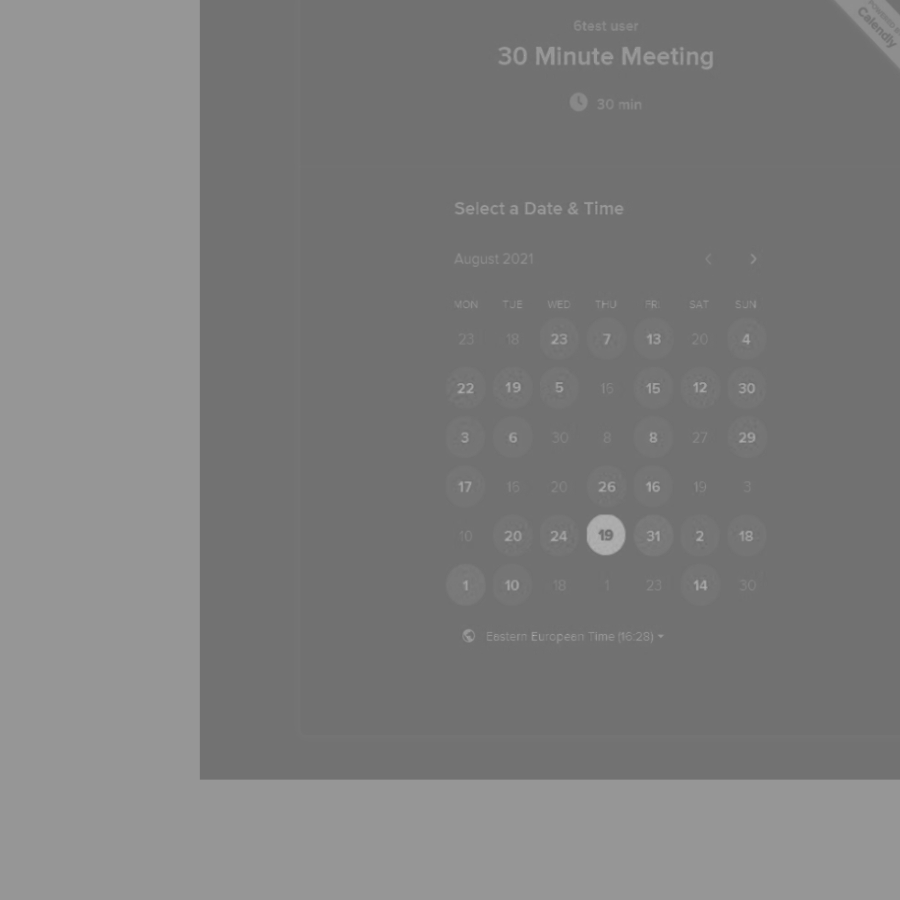 POWERED BY
Calendly
6test user
30 Minute Meeting
30 min
Select a Date & Time
August 2021
MON TUE WED THU FRI SAT SUN
23 18 23 7 13 20 4
22 19 5 15 15 12 30
3 6 30 8 8 27 29
17 15 20 26 16 19 3
10 20 24 19 31 2 18
1 10 18 1 23 14 30
Eastern European Time (16:28)